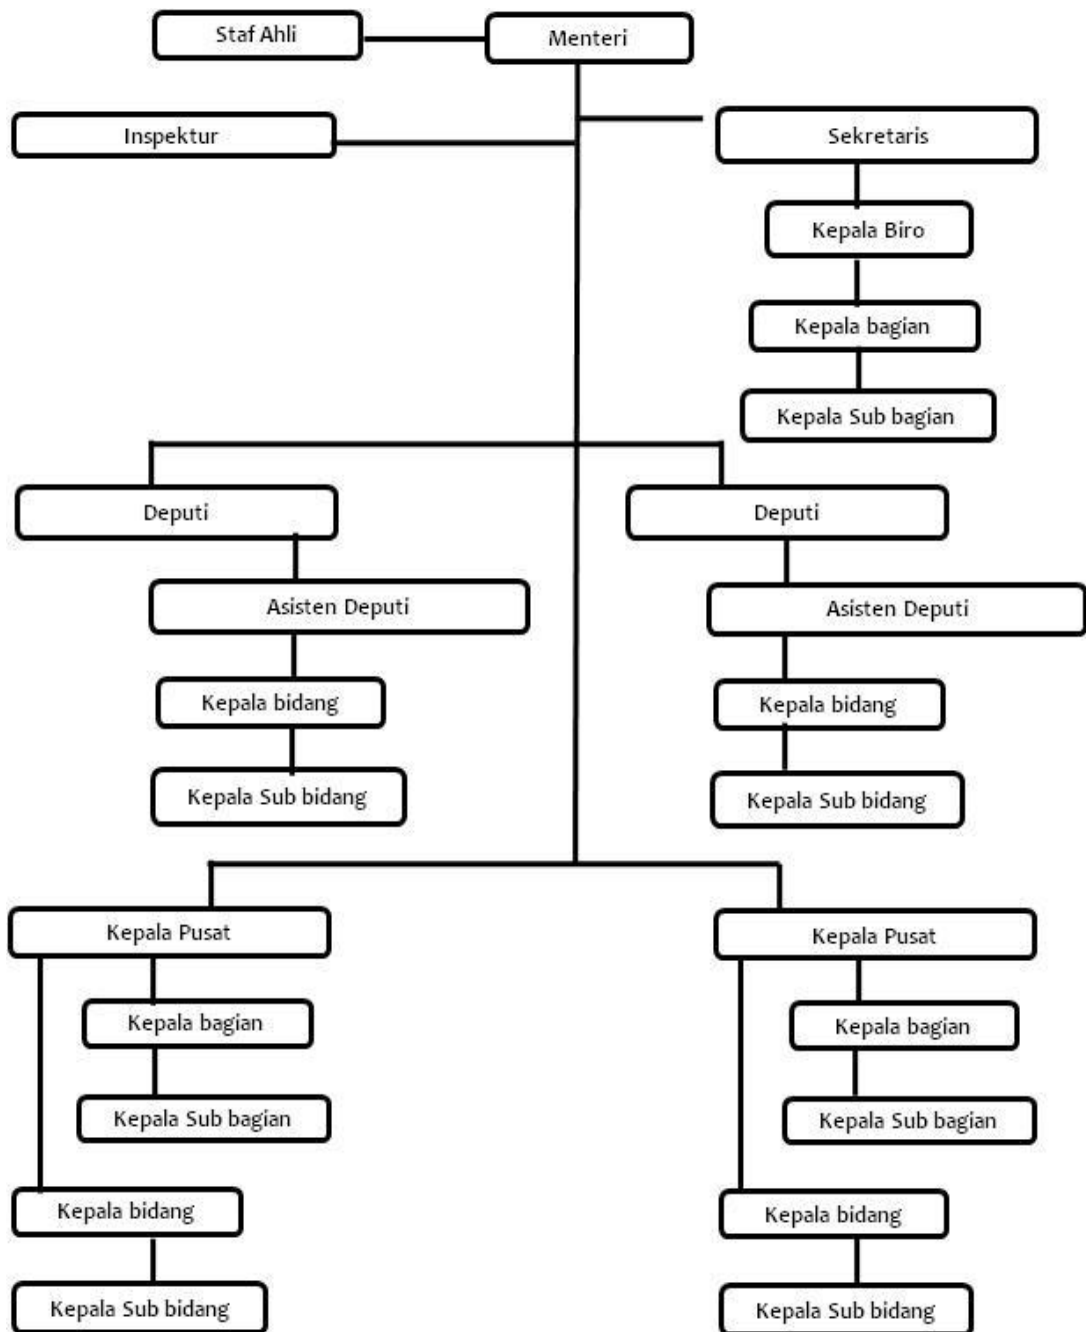 Staf Ahli
Menteri
Inspektur
Sekretaris
Kepala Biro
Kepala bagian
Kepala Sub bagian
Deputi
Deputi
Asisten Deputi
Asisten Deputi
Kepala bidang
Kepala bidang
Kepala Sub bidang
Kepala Sub bidang
Kepala Pusat
Kepala Pusat
Kepala bagian
Kepala bagian
Kepala Sub bagian
Kepala Sub bagian
Kepala bidang
Kepala bidang
Kepala Sub bidang
Kepala Sub bidang